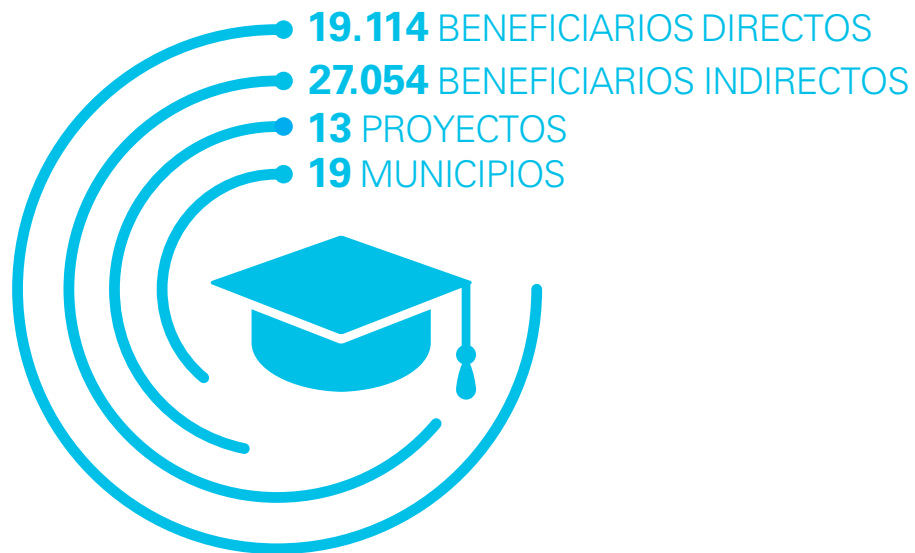 19.114 BENEFICIARIOS DIRECTOS
27.054 BENEFICIARIOS INDIRECTOS
13 PROYECTOS
19 MUNICIPIOS